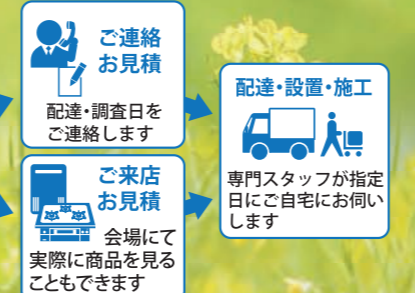 ご連絡
お見積
配達・調査日を
ご連絡します
ご来店
お見積
会場にて
実際に商品を見る
こともできます
配達・設置・施工
専門スタッフが指定
日にご自宅にお伺い
します